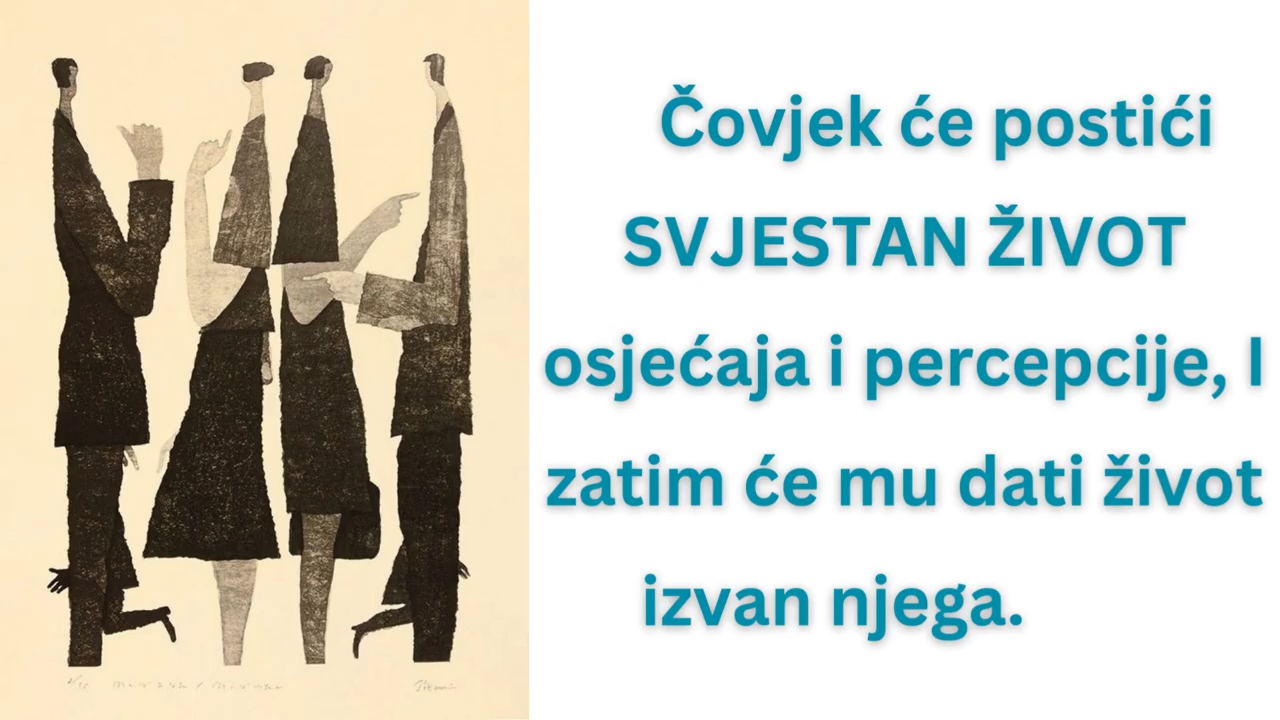 Čovjek će postići
SVJESTAN ŽIVOT
osjećaja i percepcije, I
zatim će mu dati život
izvan njega.